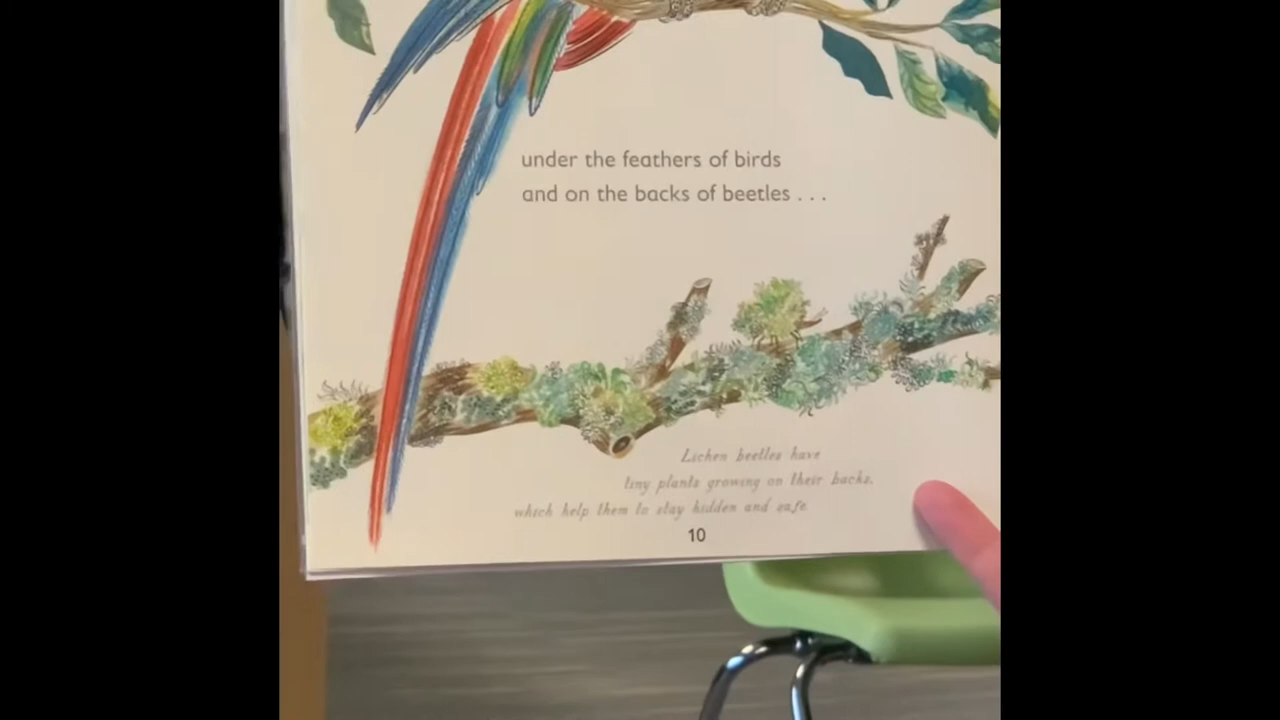 under the feathers of birds
and on the backs of beetles . . .
Lichen beetles have
tiny plants growing on their backs,
which help them to stay hidden and safe.
10